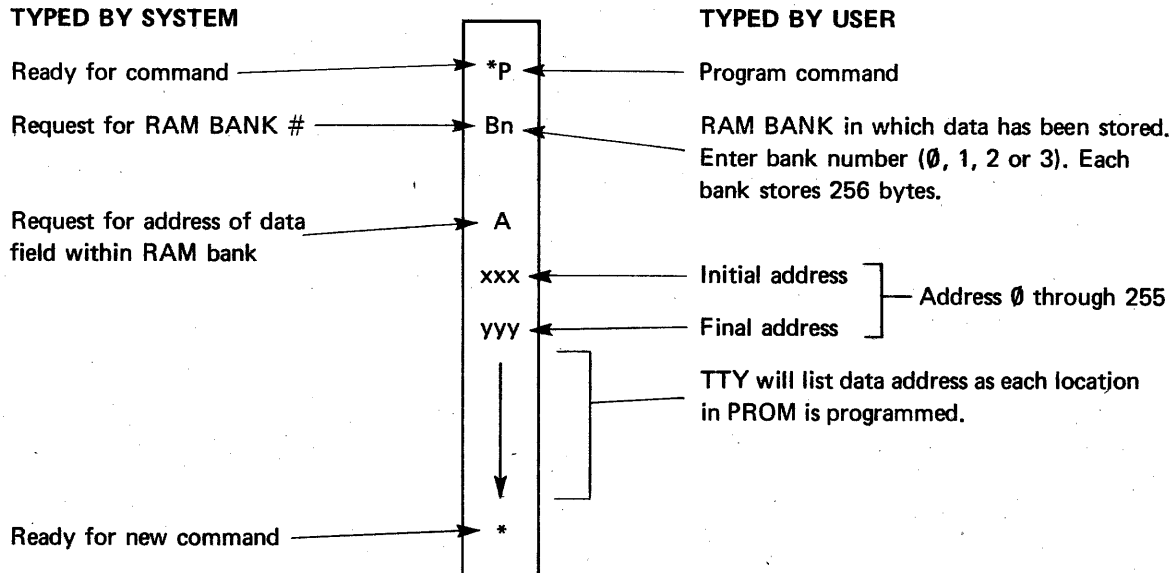 TYPED BY SYSTEM
TYPED BY USER
Ready for command
*P
Program command
Request for RAM BANK #
Bn
RAM BANK in which data has been stored.
Enter bank number (Ø, 1, 2 or 3). Each
bank stores 256 bytes.
Request for address of data
field within RAM bank
A
xxx
Initial address
Address Ø through 255
yyy
Final address
TTY will list data address as each location
in PROM is programmed.
Ready for new command
*